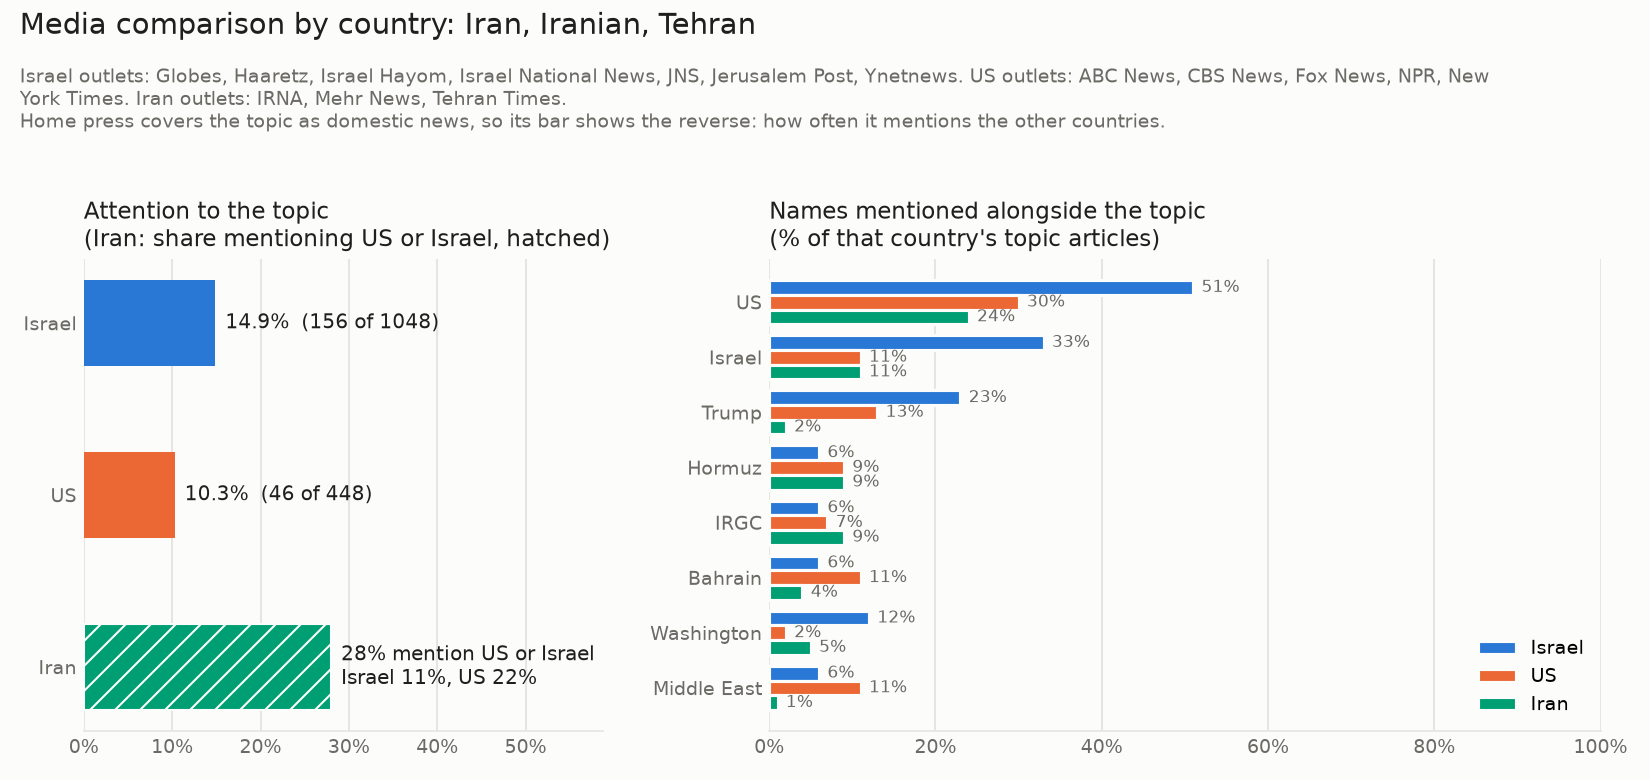 Media comparison by country: Iran, Iranian, Tehran
Israel outlets: Globes, Haaretz, Israel Hayom, Israel National News, JNS, Jerusalem Post, Ynetnews. US outlets: ABC News, CBS News, Fox News, NPR, New
York Times. Iran outlets: IRNA, Mehr News, Tehran Times.
Home press covers the topic as domestic news, so its bar shows the reverse: how often it mentions the other countries.
Attention to the topic
(Iran: share mentioning US or Israel, hatched)
Israel
14.9% (156 of 1048)
US
10.3% (46 of 448)
Iran
28% mention US or Israel
Israel 11%, US 22%
0% 10% 20% 30% 40% 50%
Names mentioned alongside the topic
(% of that country's topic articles)
US
51%
30%
24%
Israel
33%
11%
11%
Trump
23%
13%
2%
Hormuz
6%
9%
9%
IRGC
6%
7%
9%
Bahrain
6%
11%
4%
Washington
12%
2%
5%
Middle East
6%
11%
1%
0% 20% 40% 60% 80% 100%
Israel
US
Iran